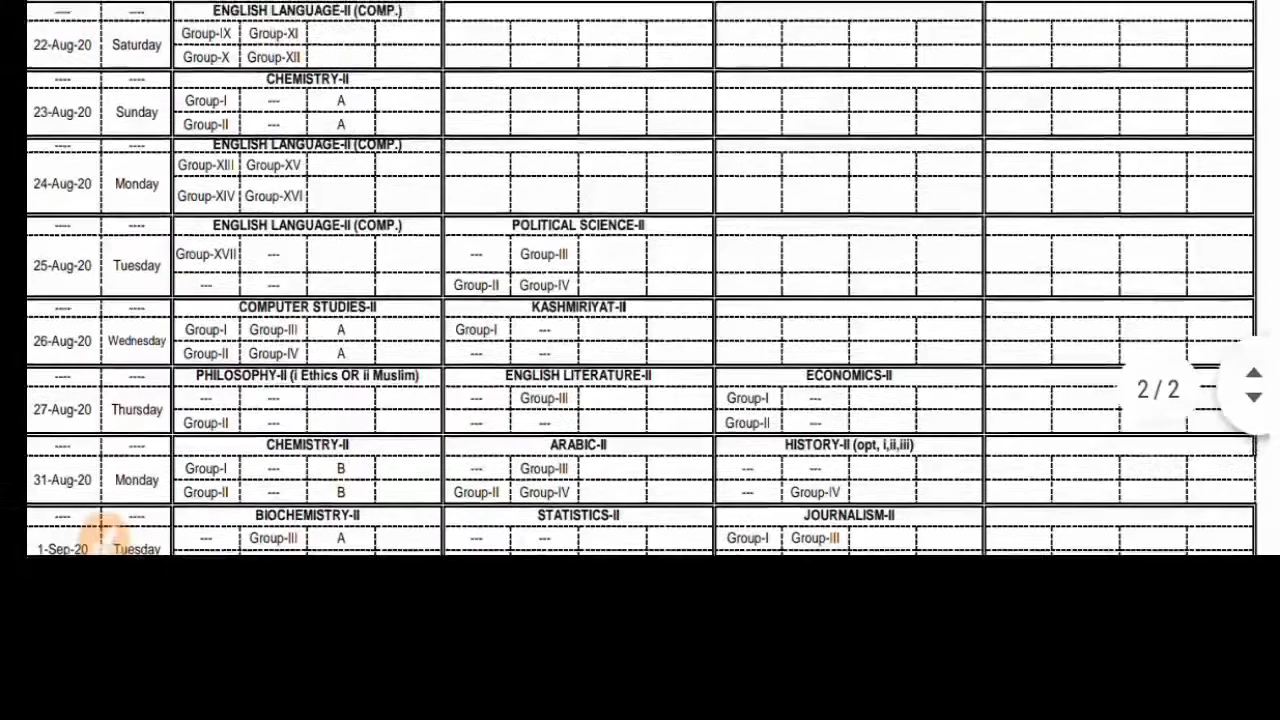 ---- ---- ENGLISH LANGUAGE-II (COMP.)
22-Aug-20 Saturday Group-IX Group-XI
Group-X Group-XII
---- ---- CHEMISTRY-II
23-Aug-20 Sunday Group-I --- A
Group-II --- A
---- ---- ENGLISH LANGUAGE-II (COMP.)
24-Aug-20 Monday Group-XIII Group-XV
Group-XIV Group-XVI
---- ---- ENGLISH LANGUAGE-II (COMP.) POLITICAL SCIENCE-II
25-Aug-20 Tuesday Group-XVII --- --- Group-III
--- --- Group-II Group-IV
---- ---- COMPUTER STUDIES-II KASHMIRIYAT-II
26-Aug-20 Wednesday Group-I Group-III A Group-I ---
Group-II Group-IV A --- ---
---- ---- PHILOSOPHY-II (i Ethics OR ii Muslim) ENGLISH LITERATURE-II ECONOMICS-II
27-Aug-20 Thursday --- --- --- Group-III Group-I ---
Group-II --- --- --- Group-II ---
2 / 2
---- ---- CHEMISTRY-II ARABIC-II HISTORY-II (opt, i,ii,iii)
31-Aug-20 Monday Group-I --- B --- Group-III --- ---
Group-II --- B Group-II Group-IV --- Group-IV
---- ---- BIOCHEMISTRY-II STATISTICS-II JOURNALISM-II
1-Sep-20 Tuesday --- Group-III A --- --- Group-I Group-III